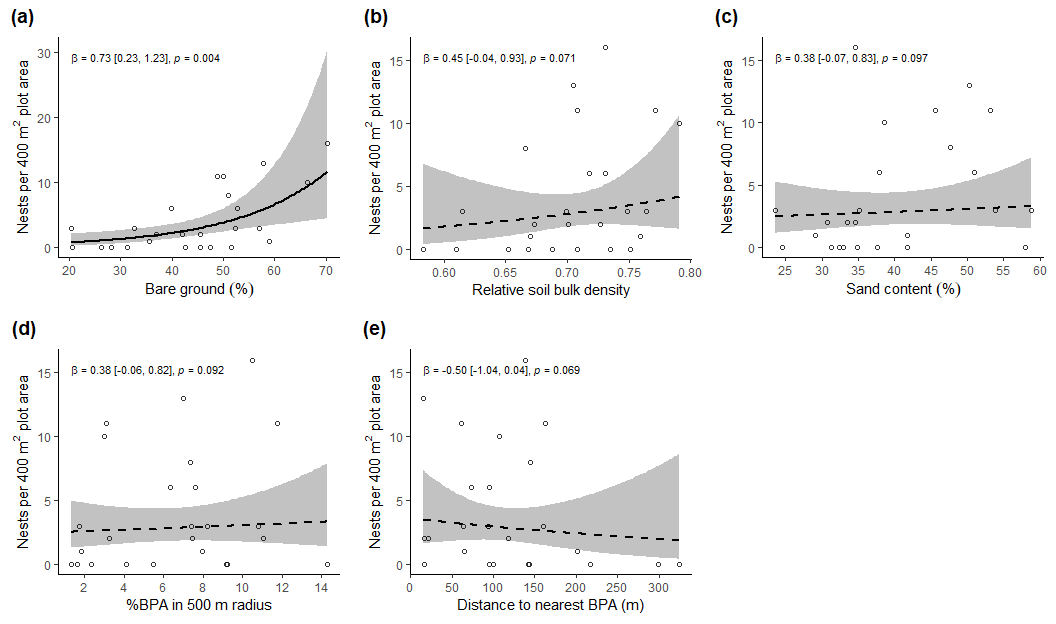 (a)
β = 0.73 [0.23, 1.23], p = 0.004
Nests per 400 m² plot area
30
20
10
0
20 30 40 50 60 70
Bare ground (%)
(b)
β = 0.45 [-0.04, 0.93], p = 0.071
Nests per 400 m² plot area
15
10
5
0
0.60 0.65 0.70 0.75 0.80
Relative soil bulk density
(c)
β = 0.38 [-0.07, 0.83], p = 0.097
Nests per 400 m² plot area
15
10
5
0
25 30 35 40 45 50 55 60
Sand content (%)
(d)
β = 0.38 [-0.06, 0.82], p = 0.092
Nests per 400 m² plot area
15
10
5
0
2 4 6 8 10 12 14
%BPA in 500 m radius
(e)
β = -0.50 [-1.04, 0.04], p = 0.069
Nests per 400 m² plot area
15
10
5
0
0 50 100 150 200 250 300
Distance to nearest BPA (m)